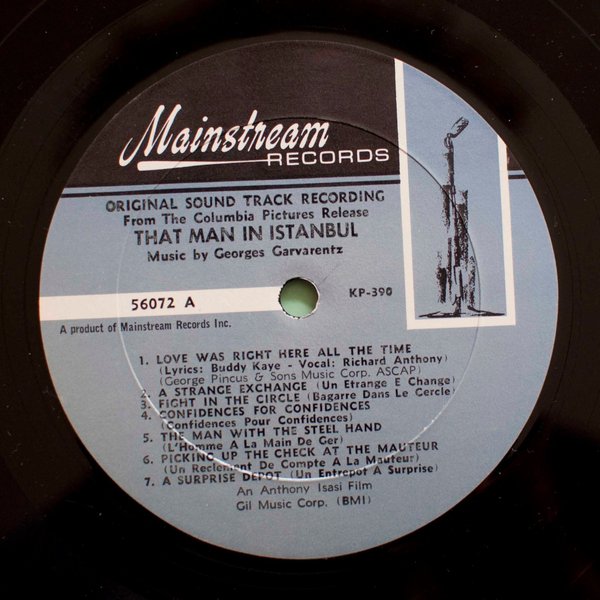 Mainstream
RECORDS
ORIGINAL SOUND TRACK RECORDING
From The Columbia Pictures Release
THAT MAN IN ISTANBUL
Music by Georges Garvarentz
56072 A
KP-390
A product of Mainstream Records Inc.
1. LOVE WAS RIGHT HERE ALL THE TIME
(Lyrics: Buddy Kaye - Vocal: Richard Anthony)
(George Pincus & Sons Music Corp. ASCAP)
2. A STRANGE EXCHANGE (Un Etrange E Change)
3. FIGHT IN THE CIRCLE (Bagarre Dans Le Cercle)
4. CONFIDENCES FOR CONFIDENCES
(Confidences Pour Confidences)
5. THE MAN WITH THE STEEL HAND
(L'Homme A La Main De Ger)
6. PICKING UP THE CHECK AT THE MAUTEUR
(Un Reclement De Compte A La Mauteur)
7. A SURPRISE DEPOT (Un Entrepot A Surprise)
An Anthony Isasi Film
Gil Music Corp. (BMI)